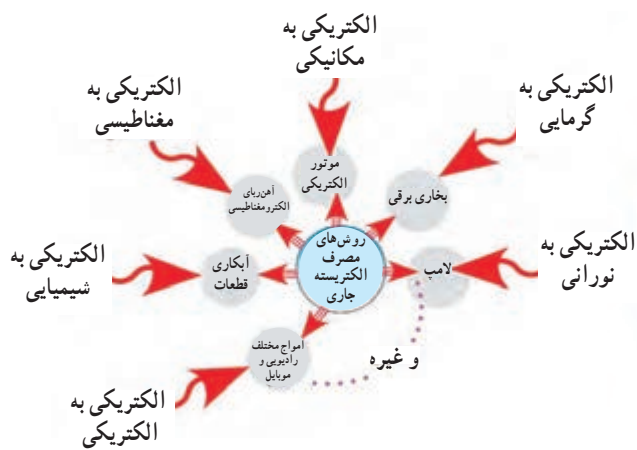 الکتریکی به
مکانیکی
الکتریکی به
گرمایی
الکتریکی به
مغناطیسی
موتور
الکتریکی
بخاری برقی
آهن‌ربای
الکترومغناطیسی
روش‌های
مصرف
الکتریسته
جاری
لامپ
الکتریکی به
نورانی
آبکاری
قطعات
الکتریکی به
شیمیایی
امواج مختلف
رادیویی و
موبایل
و غیره
الکتریکی به
الکتریکی